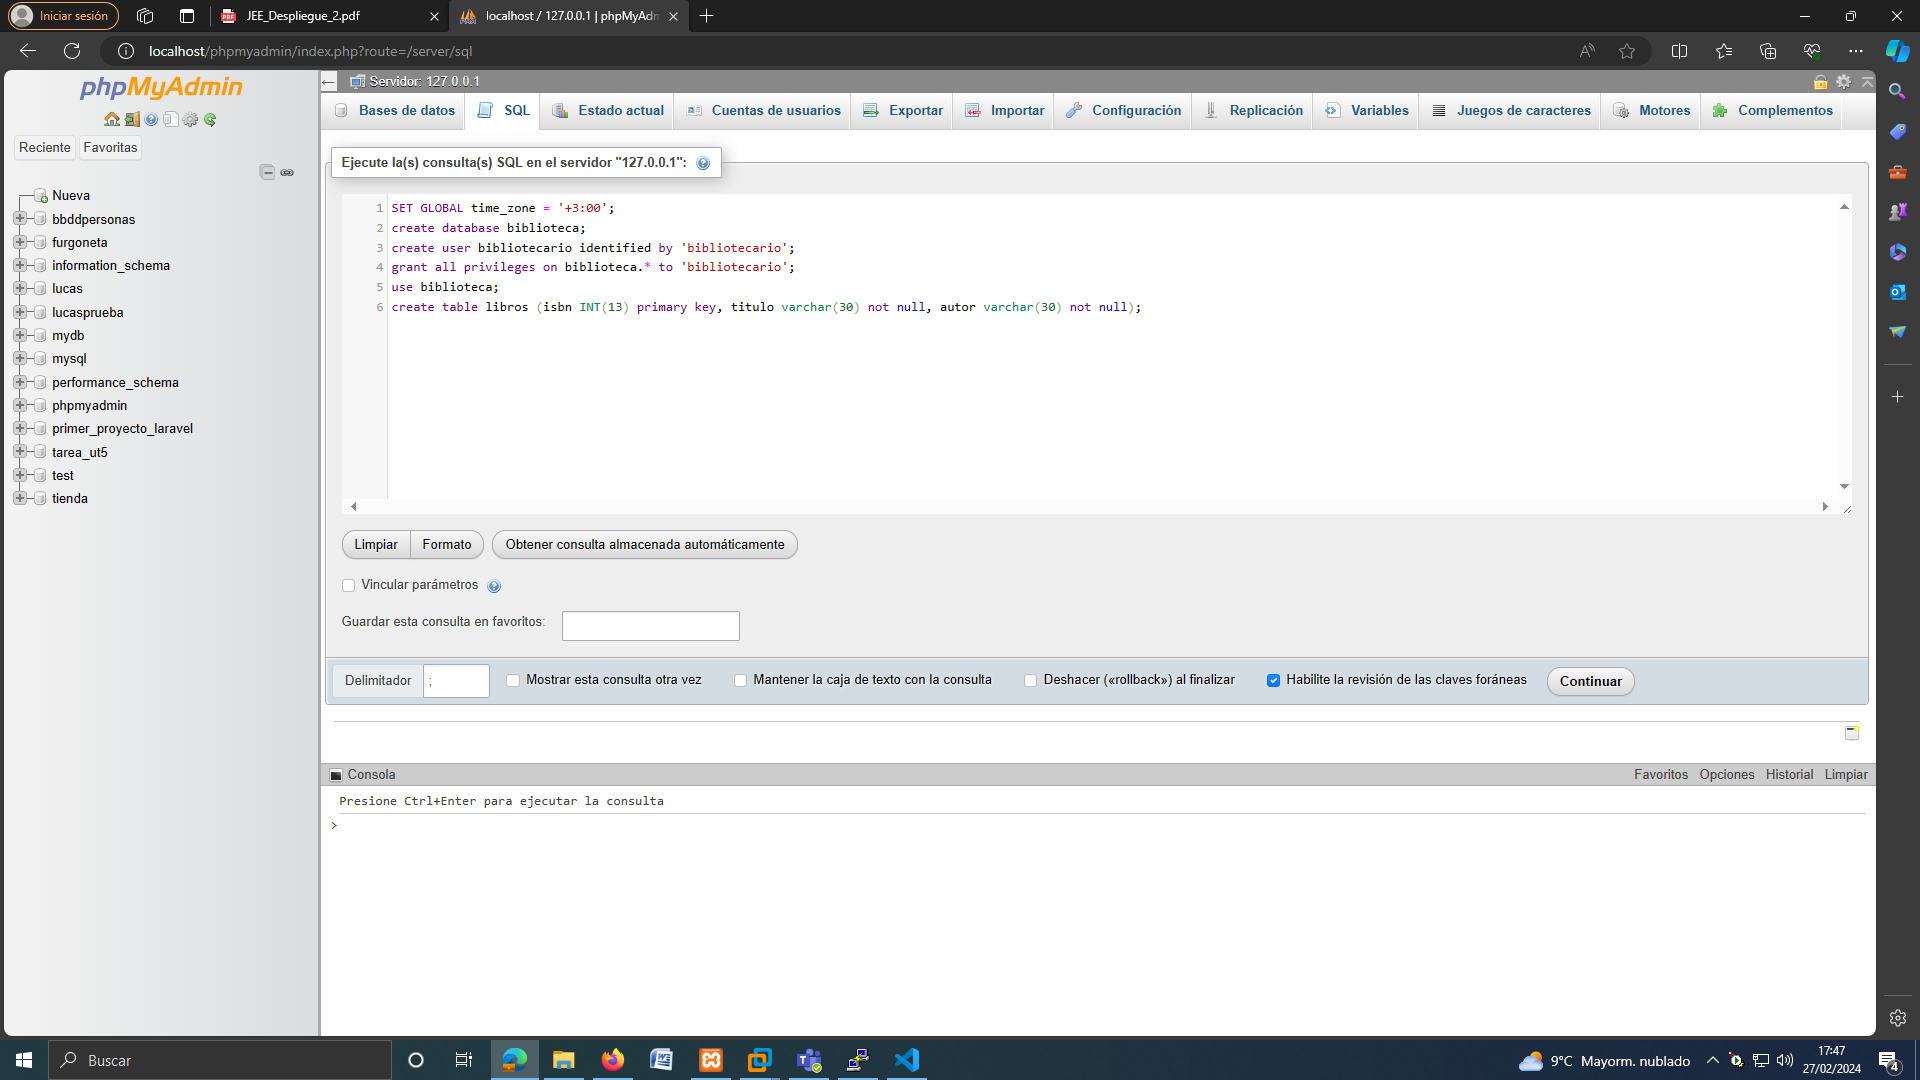 Iniciar sesión
JEE_Despliegue_2.pdf
localhost / 127.0.0.1 | phpMyAdm
localhost/phpmyadmin/index.php?route=/server/sql
phpMyAdmin
Reciente
Favoritas
Nueva
bbddpersonas
furgoneta
information_schema
lucas
lucasprueba
mydb
mysql
performance_schema
phpmyadmin
primer_proyecto_laravel
tarea_ut5
test
tienda
Servidor: 127.0.0.1
Bases de datos
SQL
Estado actual
Cuentas de usuarios
Exportar
Importar
Configuración
Replicación
Variables
Juegos de caracteres
Motores
Complementos
Ejecute la(s) consulta(s) SQL en el servidor "127.0.0.1":
1 SET GLOBAL time_zone = '+3:00';
2 create database biblioteca;
3 create user bibliotecario identified by 'bibliotecario';
4 grant all privileges on biblioteca.* to 'bibliotecario';
5 use biblioteca;
6 create table libros (isbn INT(13) primary key, titulo varchar(30) not null, autor varchar(30) not null);
Limpiar
Formato
Obtener consulta almacenada automáticamente
Vincular parámetros
Guardar esta consulta en favoritos:
Delimitador
;
Mostrar esta consulta otra vez
Mantener la caja de texto con la consulta
Deshacer («rollback») al finalizar
Habilite la revisión de las claves foráneas
Continuar
Consola
Favoritos
Opciones
Historial
Limpiar
Presione Ctrl+Enter para ejecutar la consulta
>
Buscar
9°C Mayorm. nublado
17:47
27/02/2024
4